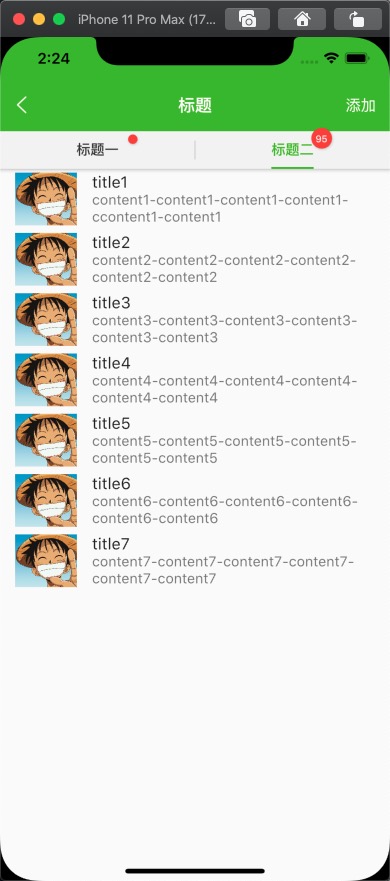 iPhone 11 Pro Max (17...
2:24
标题
添加
标题一
标题二
95
title1
content1-content1-content1-content1-
ccontent1-content1
title2
content2-content2-content2-content2-
content2-content2
title3
content3-content3-content3-content3-
content3-content3
title4
content4-content4-content4-content4-
content4-content4
title5
content5-content5-content5-content5-
content5-content5
title6
content6-content6-content6-content6-
content6-content6
title7
content7-content7-content7-content7-
content7-content7